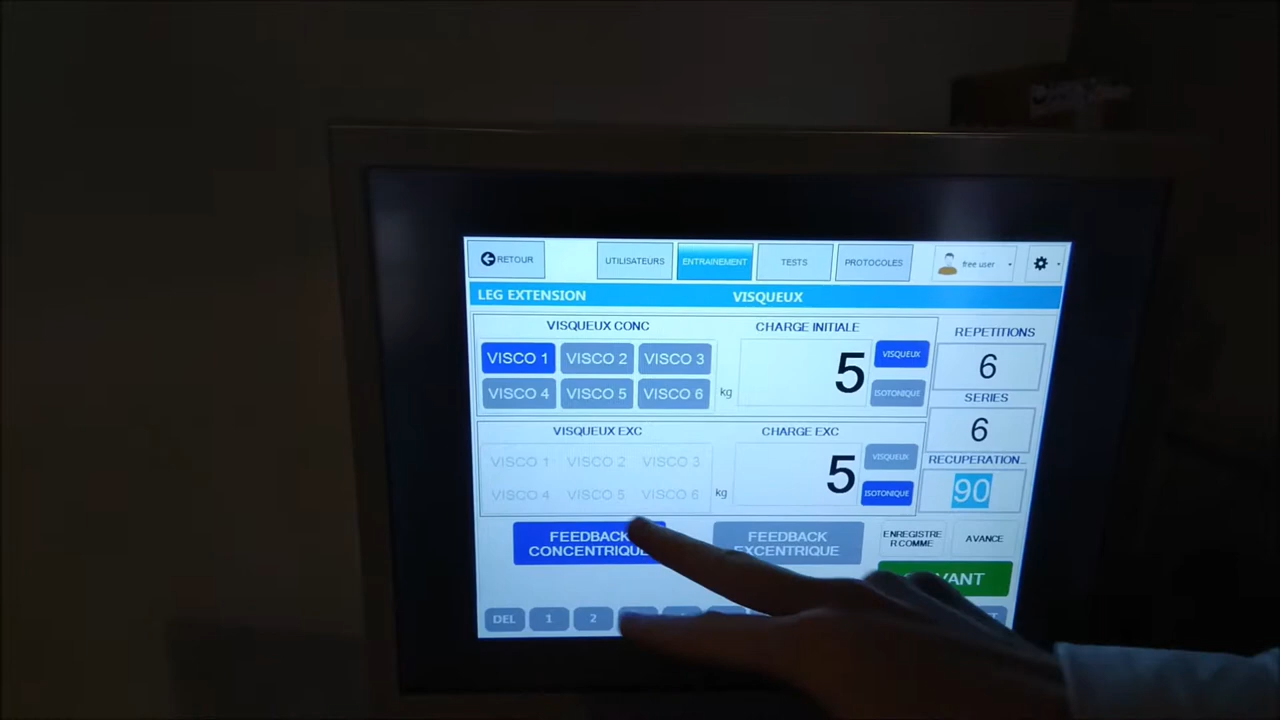 RETOUR
UTILISATEURS
ENTRAINEMENT
TESTS
PROTOCOLES
free user
LEG EXTENSION
VISQUEUX
VISQUEUX CONC
VISCO 1
VISCO 2
VISCO 3
VISCO 4
VISCO 5
VISCO 6
CHARGE INITIALE
kg
5
VISQUEUX
ISOTONIQUE
REPETITIONS
6
SERIES
6
RECUPERATION...
90
VISQUEUX EXC
VISCO 1
VISCO 2
VISCO 3
VISCO 4
VISCO 5
VISCO 6
CHARGE EXC
kg
5
VISQUEUX
ISOTONIQUE
FEEDBACK
CONCENTRIQUE
FEEDBACK
EXCENTRIQUE
ENREGISTRE
R COMME
AVANCE
DEL
1
2